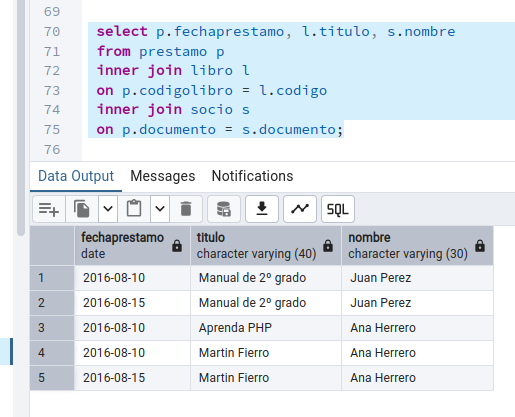 69
70 select p.fechaprestamo, l.titulo, s.nombre
71 from prestamo p
72 inner join libro l
73 on p.codigolibro = l.codigo
74 inner join socio s
75 on p.documento = s.documento;
76
Data Output Messages Notifications
SQL
fechaprestamo titulo nombre
date character varying (40) character varying (30)
1 2016-08-10 Manual de 2º grado Juan Perez
2 2016-08-15 Manual de 2º grado Juan Perez
3 2016-08-10 Aprenda PHP Ana Herrero
4 2016-08-10 Martin Fierro Ana Herrero
5 2016-08-15 Martin Fierro Ana Herrero